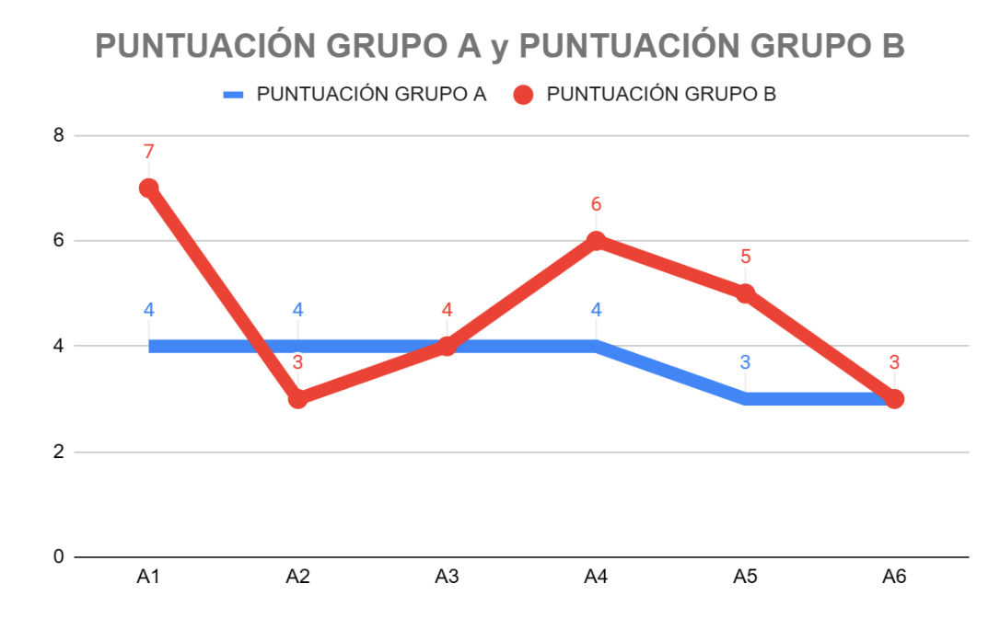 PUNTUACIÓN GRUPO A y PUNTUACIÓN GRUPO B
PUNTUACIÓN GRUPO A PUNTUACIÓN GRUPO B
8
7
6
6
5
4 4 4 4
4
3 3 3
2
0
A1 A2 A3 A4 A5 A6